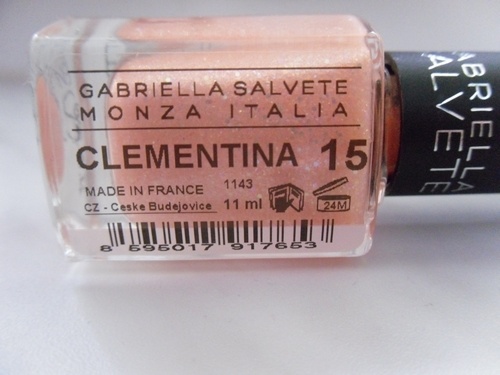 GABRIELLA SALVETE
MONZA ITALIA
CLEMENTINA 15
MADE IN FRANCE 1143
CZ - Ceske Budejovice 11 ml 24M
8 595017 917653
GABRIELLA
SALVETE